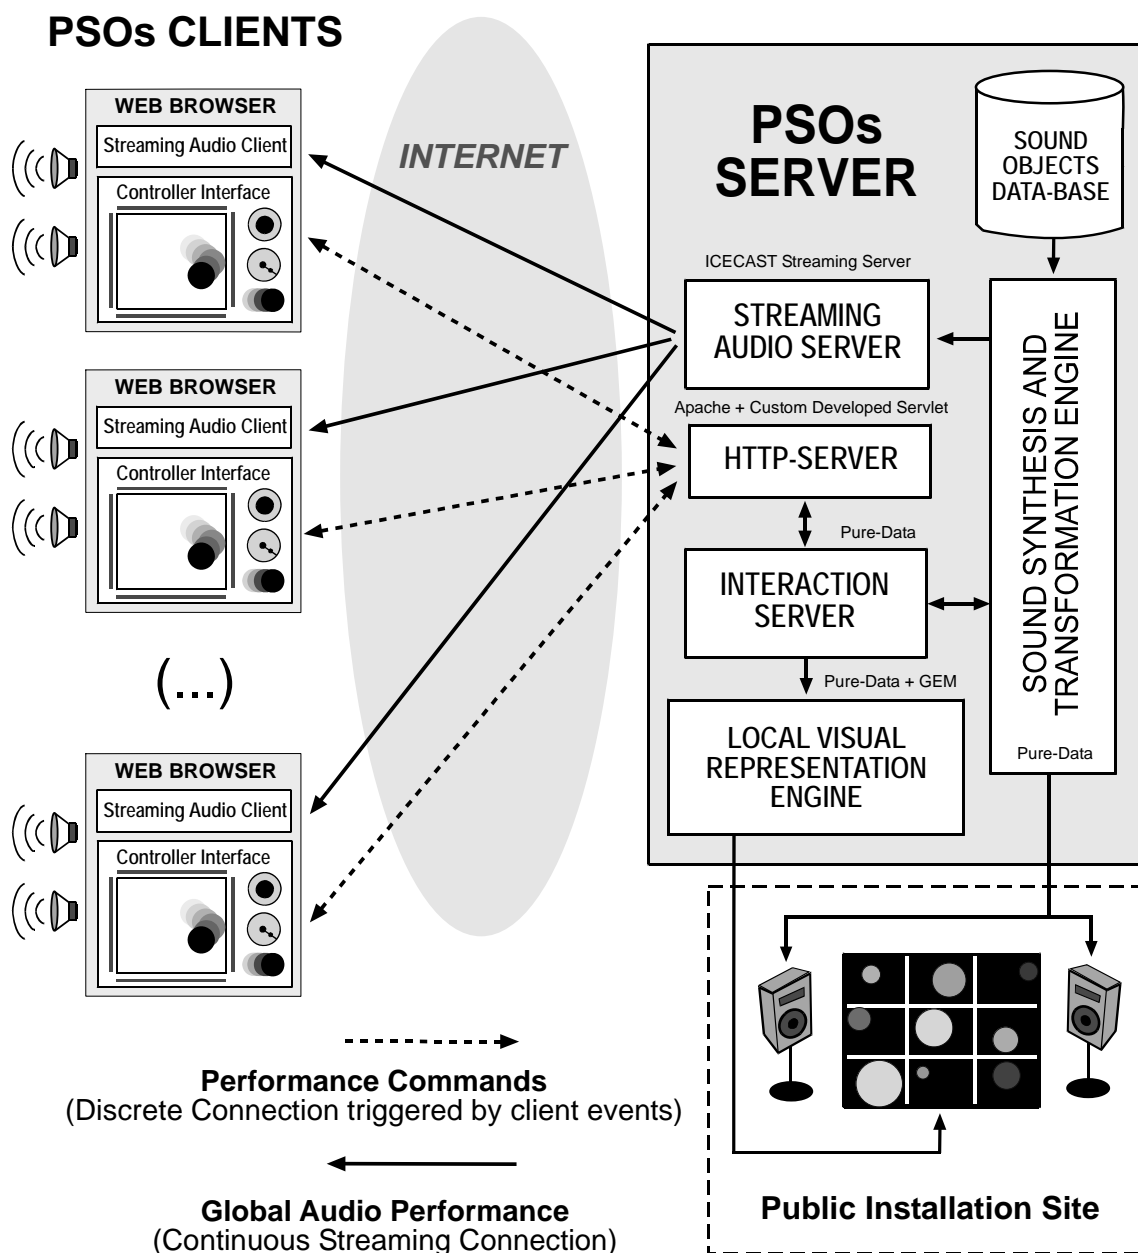 PSOs CLIENTS
WEB BROWSER
Streaming Audio Client
Controller Interface
WEB BROWSER
Streaming Audio Client
Controller Interface
(...)
WEB BROWSER
Streaming Audio Client
Controller Interface
INTERNET
PSOs
SERVER
SOUND
OBJECTS
DATA-BASE
ICECAST Streaming Server
STREAMING
AUDIO SERVER
Apache + Custom Developed Servlet
HTTP-SERVER
Pure-Data
INTERACTION
SERVER
Pure-Data + GEM
LOCAL VISUAL
REPRESENTATION
ENGINE
SOUND SYNTHESIS AND
TRANSFORMATION ENGINE
Pure-Data
Performance Commands
(Discrete Connection triggered by client events)
Global Audio Performance
(Continuous Streaming Connection)
Public Installation Site